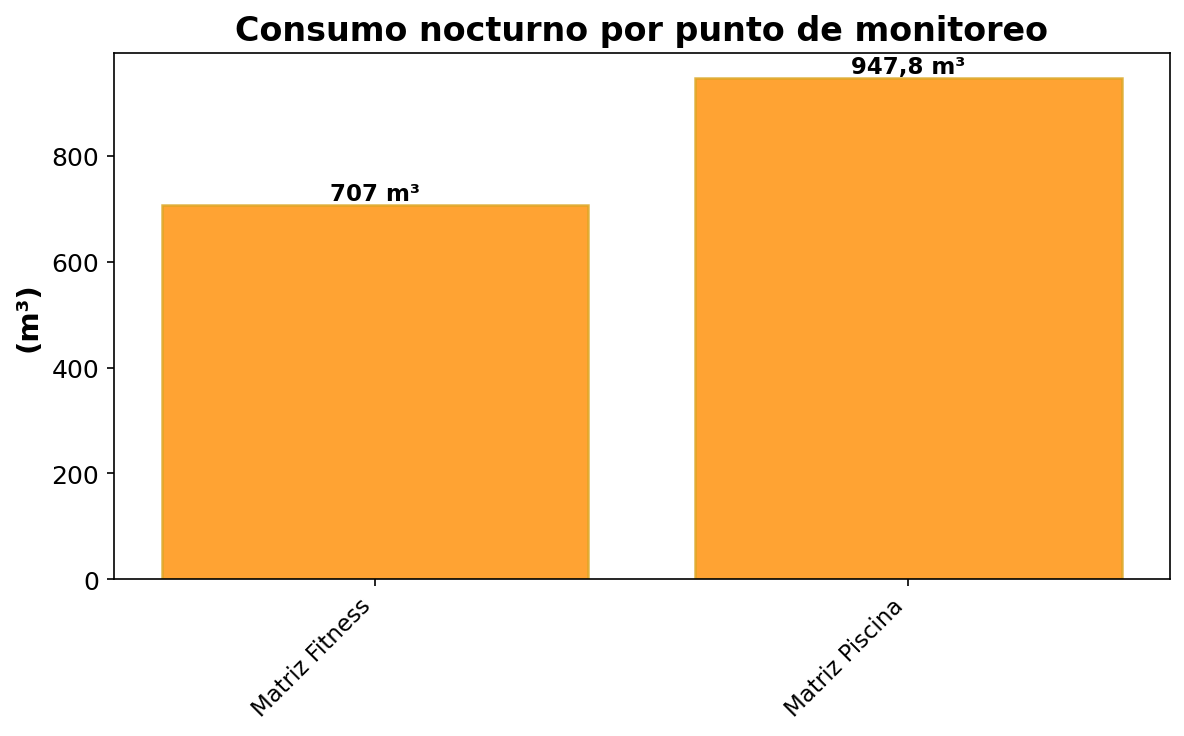 Consumo nocturno por punto de monitoreo
947,8 m³
707 m³
800
600
400
200
0
(m³)
Matriz Fitness
Matriz Piscina